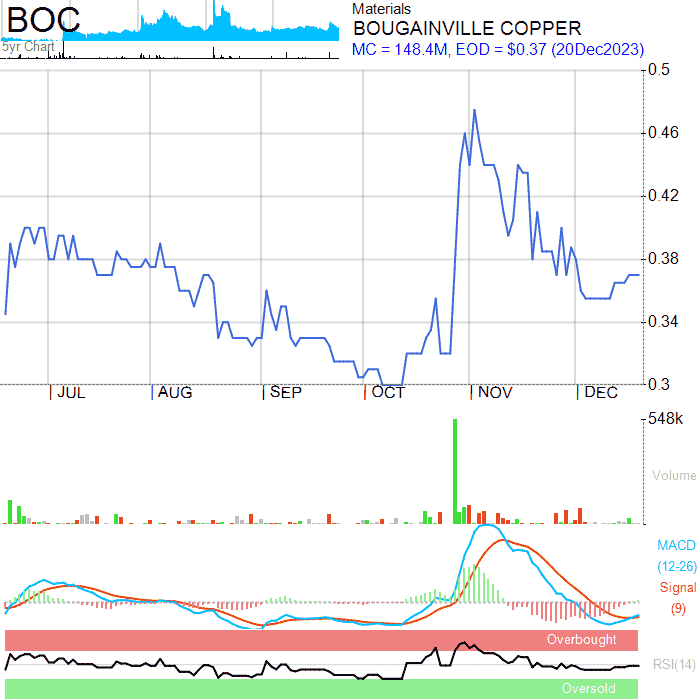 BOC
5yr Chart
Materials
BOUGAINVILLE COPPER
MC = 148.4M, EOD = $0.37 (20Dec2023)
0.5
0.46
0.42
0.38
0.34
0.3
JUL AUG SEP OCT NOV DEC
548k
Volume
MACD
(12-26)
Signal
(9)
Overbought
RSI(14)
Oversold